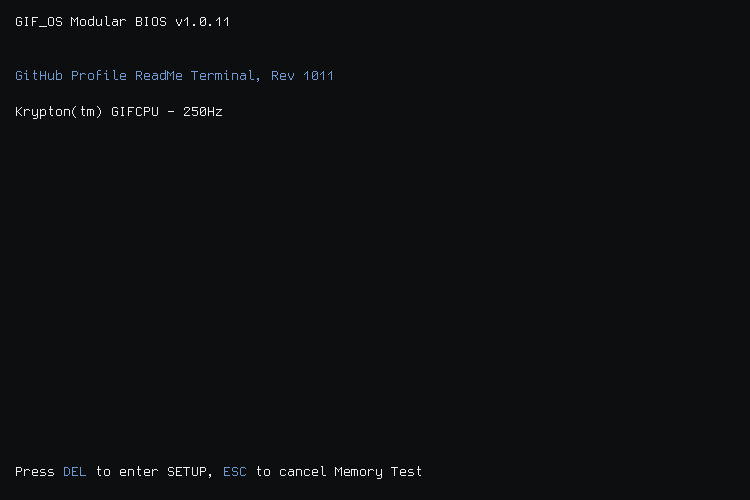 GIF_OS Modular BIOS v1.0.11
GitHub Profile ReadMe Terminal, Rev 1011
Krypton(tm) GIFCPU - 250Hz
Press DEL to enter SETUP, ESC to cancel Memory Test